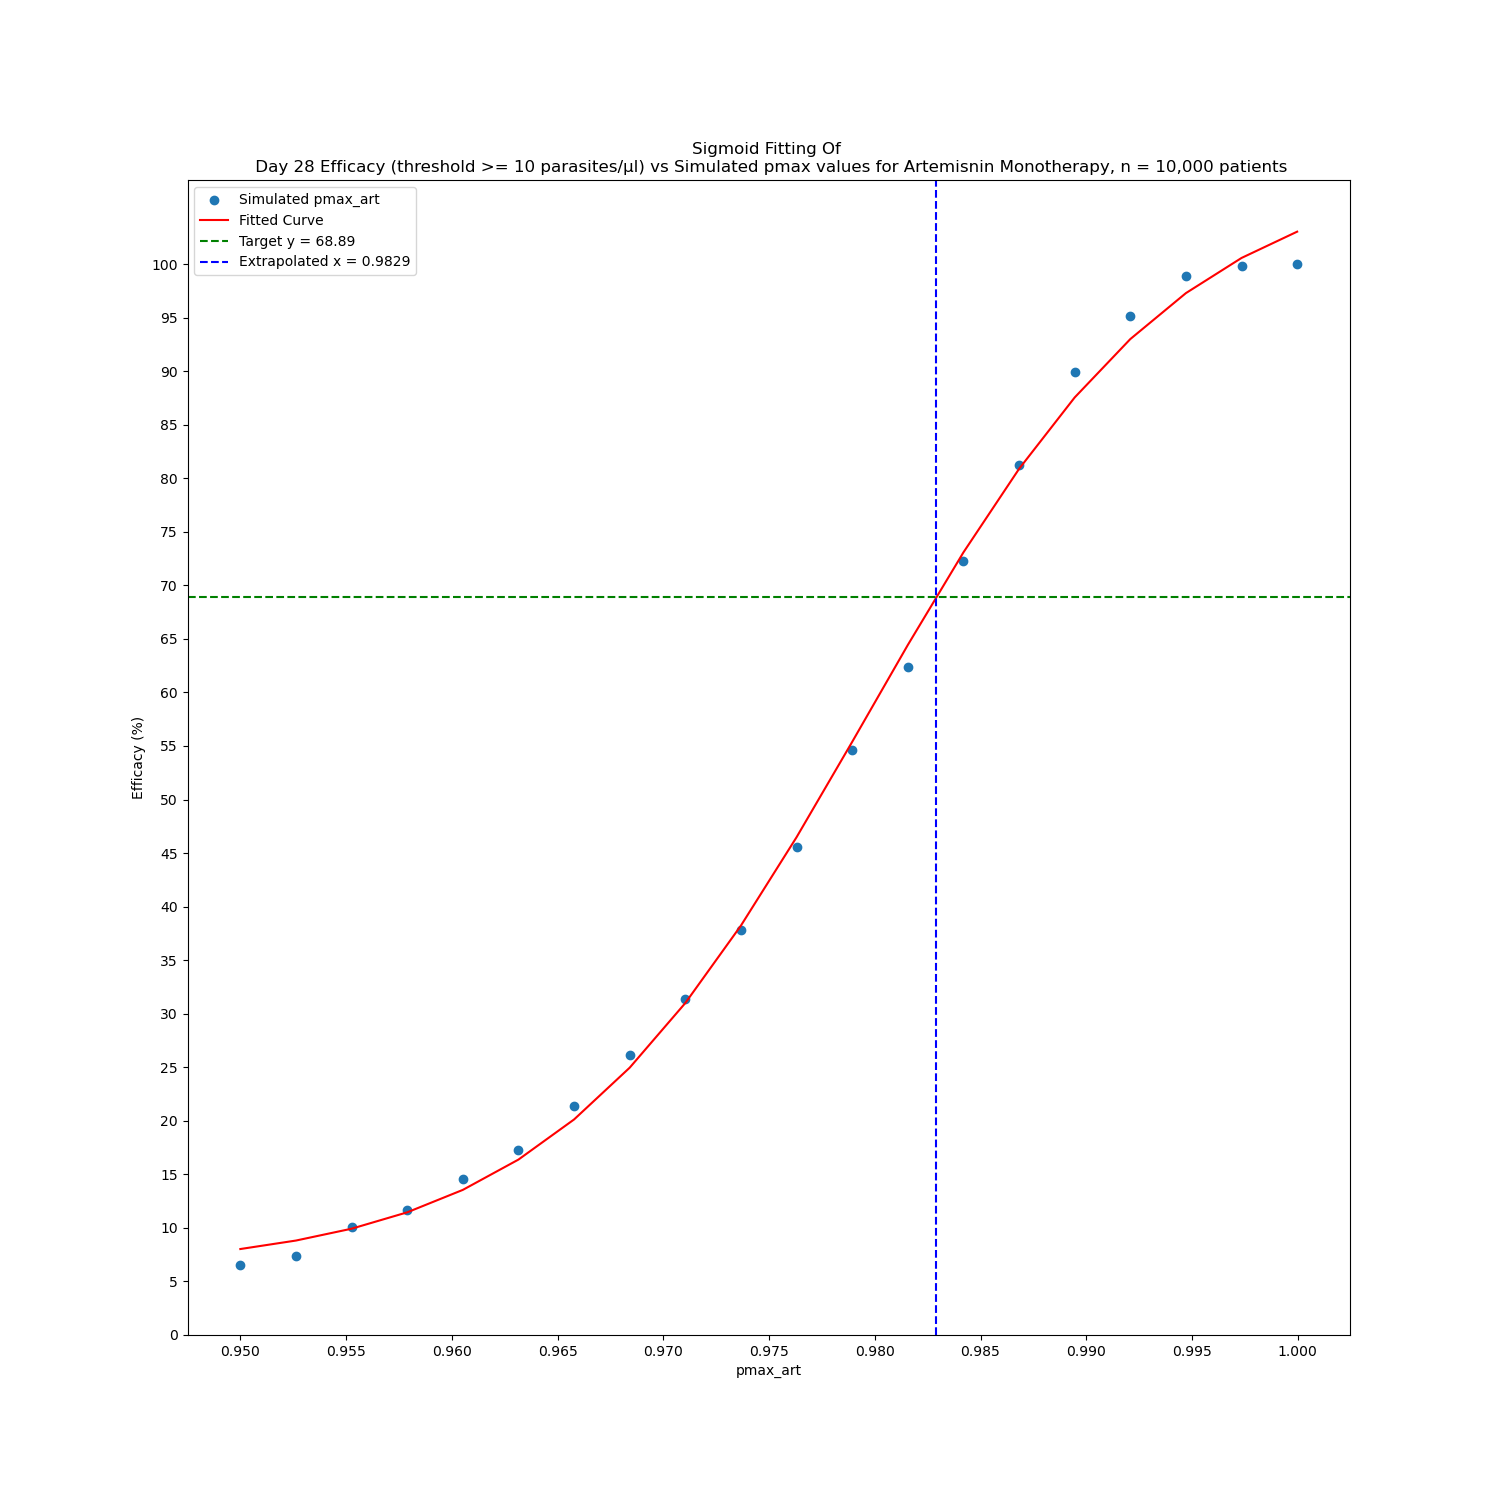 Sigmoid Fitting Of
Day 28 Efficacy (threshold >= 10 parasites/µl) vs Simulated pmax values for Artemisnin Monotherapy, n = 10,000 patients
Simulated pmax_art
Fitted Curve
Target y = 68.89
Extrapolated x = 0.9829
100
95
90
85
80
75
70
65
60
55
50
45
40
35
30
25
20
15
10
5
0
Efficacy (%)
0.950 0.955 0.960 0.965 0.970 0.975 0.980 0.985 0.990 0.995 1.000
pmax_art